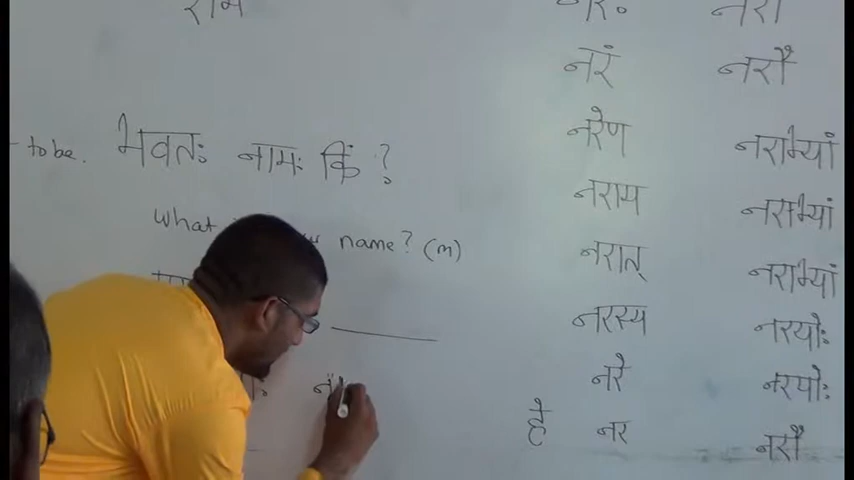 राम
नरः नरा
नरं नरौ
- to be. भवतः नामः किं ?
नरेण नराभ्यां
नराय नराभ्यां
what name? (m)
नरात् नराभ्यां
नरस्य नरयोः
नरे नरयोः
हे नर नरौ